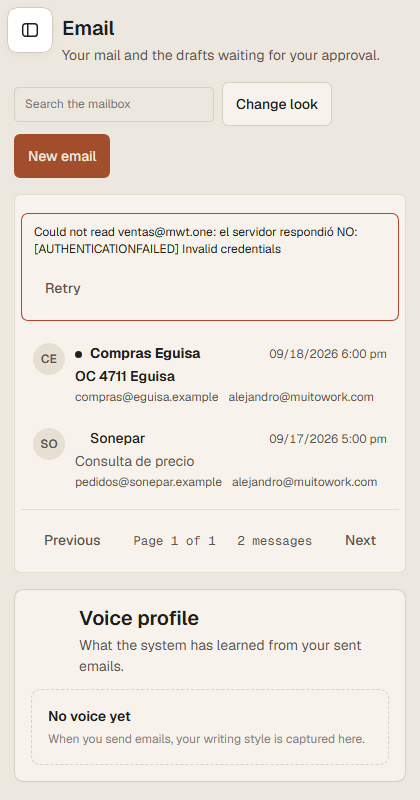 Email
Your mail and the drafts waiting for your approval.
Search the mailbox
Change look
New email
Could not read ventas@mwt.one: el servidor respondió NO:
[AUTHENTICATIONFAILED] Invalid credentials
Retry
CE
Compras Eguisa
09/18/2026 6:00 pm
OC 4711 Eguisa
compras@eguisa.example alejandro@muitowork.com
SO
Sonepar
09/17/2026 5:00 pm
Consulta de precio
pedidos@sonepar.example alejandro@muitowork.com
Previous
Page 1 of 1
2 messages
Next
Voice profile
What the system has learned from your sent
emails.
No voice yet
When you send emails, your writing style is captured here.